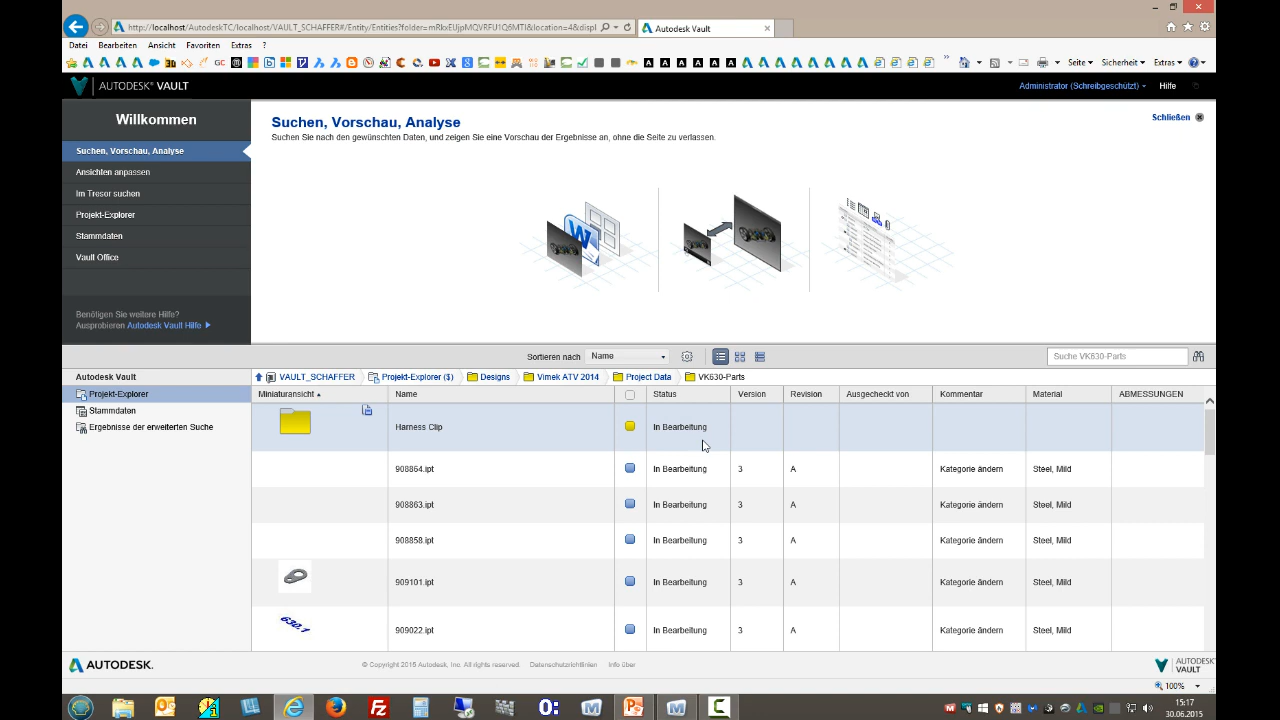 http://localhost/AutodeskTC/VAULT_SCHAFFER#/Entity/Entities?folder=mRkxEUjpMQVRFU1Q6MTI&location=4&displ
Autodesk Vault
Datei Bearbeiten Ansicht Favoriten Extras ?
Seite Sicherheit Extras
AUTODESK® VAULT
Administrator (Schreibgeschützt) Hilfe
Willkommen
Suchen, Vorschau, Analyse
Ansichten anpassen
Im Tresor suchen
Projekt-Explorer
Stammdaten
Vault Office
Benötigen Sie weitere Hilfe?
Ausprobieren Autodesk Vault Hilfe
Suchen, Vorschau, Analyse
Schließen
Suchen Sie nach den gewünschten Daten, und zeigen Sie eine Vorschau der Ergebnisse an, ohne die Seite zu verlassen.
Sortieren nach Name
Suche VK630-Parts
Autodesk Vault
Projekt-Explorer
Stammdaten
Ergebnisse der erweiterten Suche
VAULT_SCHAFFER Projekt-Explorer ($) Designs Vimek ATV 2014 Project Data VK630-Parts
Miniaturansicht Name Status Version Revision Ausgecheckt von Kommentar Material ABMESSUNGEN
Harness Clip In Bearbeitung
908864.ipt In Bearbeitung 3 A Kategorie ändern Steel, Mild
908863.ipt In Bearbeitung 3 A Kategorie ändern Steel, Mild
908858.ipt In Bearbeitung 3 A Kategorie ändern Steel, Mild
909101.ipt In Bearbeitung 3 A Kategorie ändern Steel, Mild
630.1 909022.ipt In Bearbeitung 3 A Kategorie ändern Steel, Mild
AUTODESK.
© Copyright 2015 Autodesk, Inc. All rights reserved. Datenschutzrichtlinien Info über
AUTODESK
VAULT
100%
15:17
30.06.2015